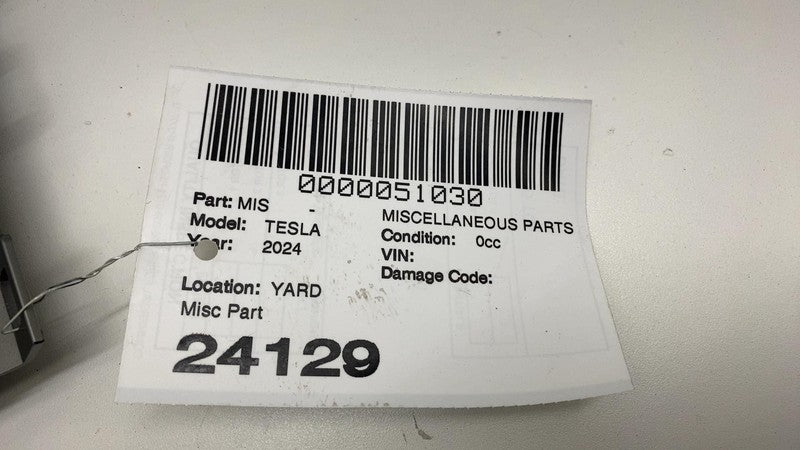 0000051030
Part: MIS -
MISCELLANEOUS PARTS
Model: TESLA
Condition: 0cc
Year: 2024
VIN:
Damage Code:
Location: YARD
Misc Part
24129